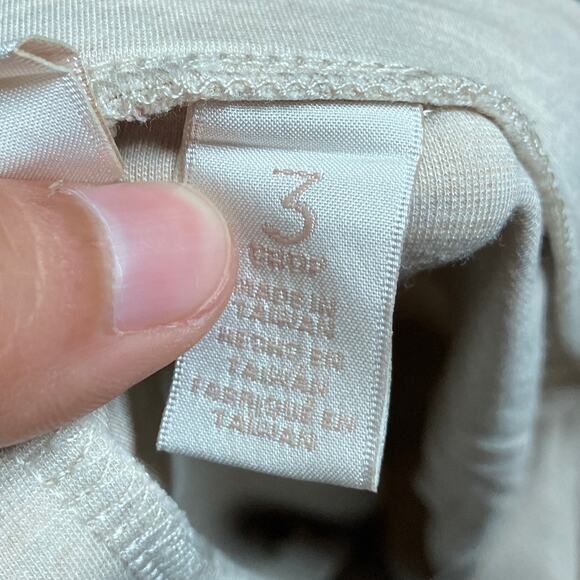 3
CROP
MADE IN
TAIWAN
HECHO EN
TAIWAN
FABRIQUE EN
TAIWAN